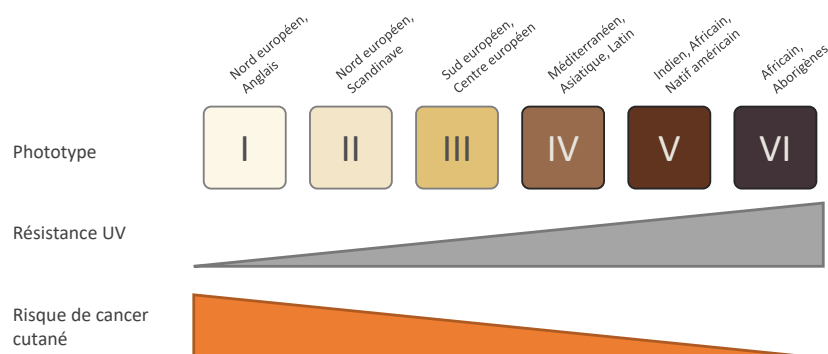 Nord européen,
Anglais
Nord européen,
Scandinave
Sud européen,
Centre européen
Méditerranéen,
Asiatique, Latin
Indien, Africain,
Natif américain
Africain,
Aborigènes
Phototype
I
II
III
IV
V
VI
Résistance UV
Risque de cancer
cutané